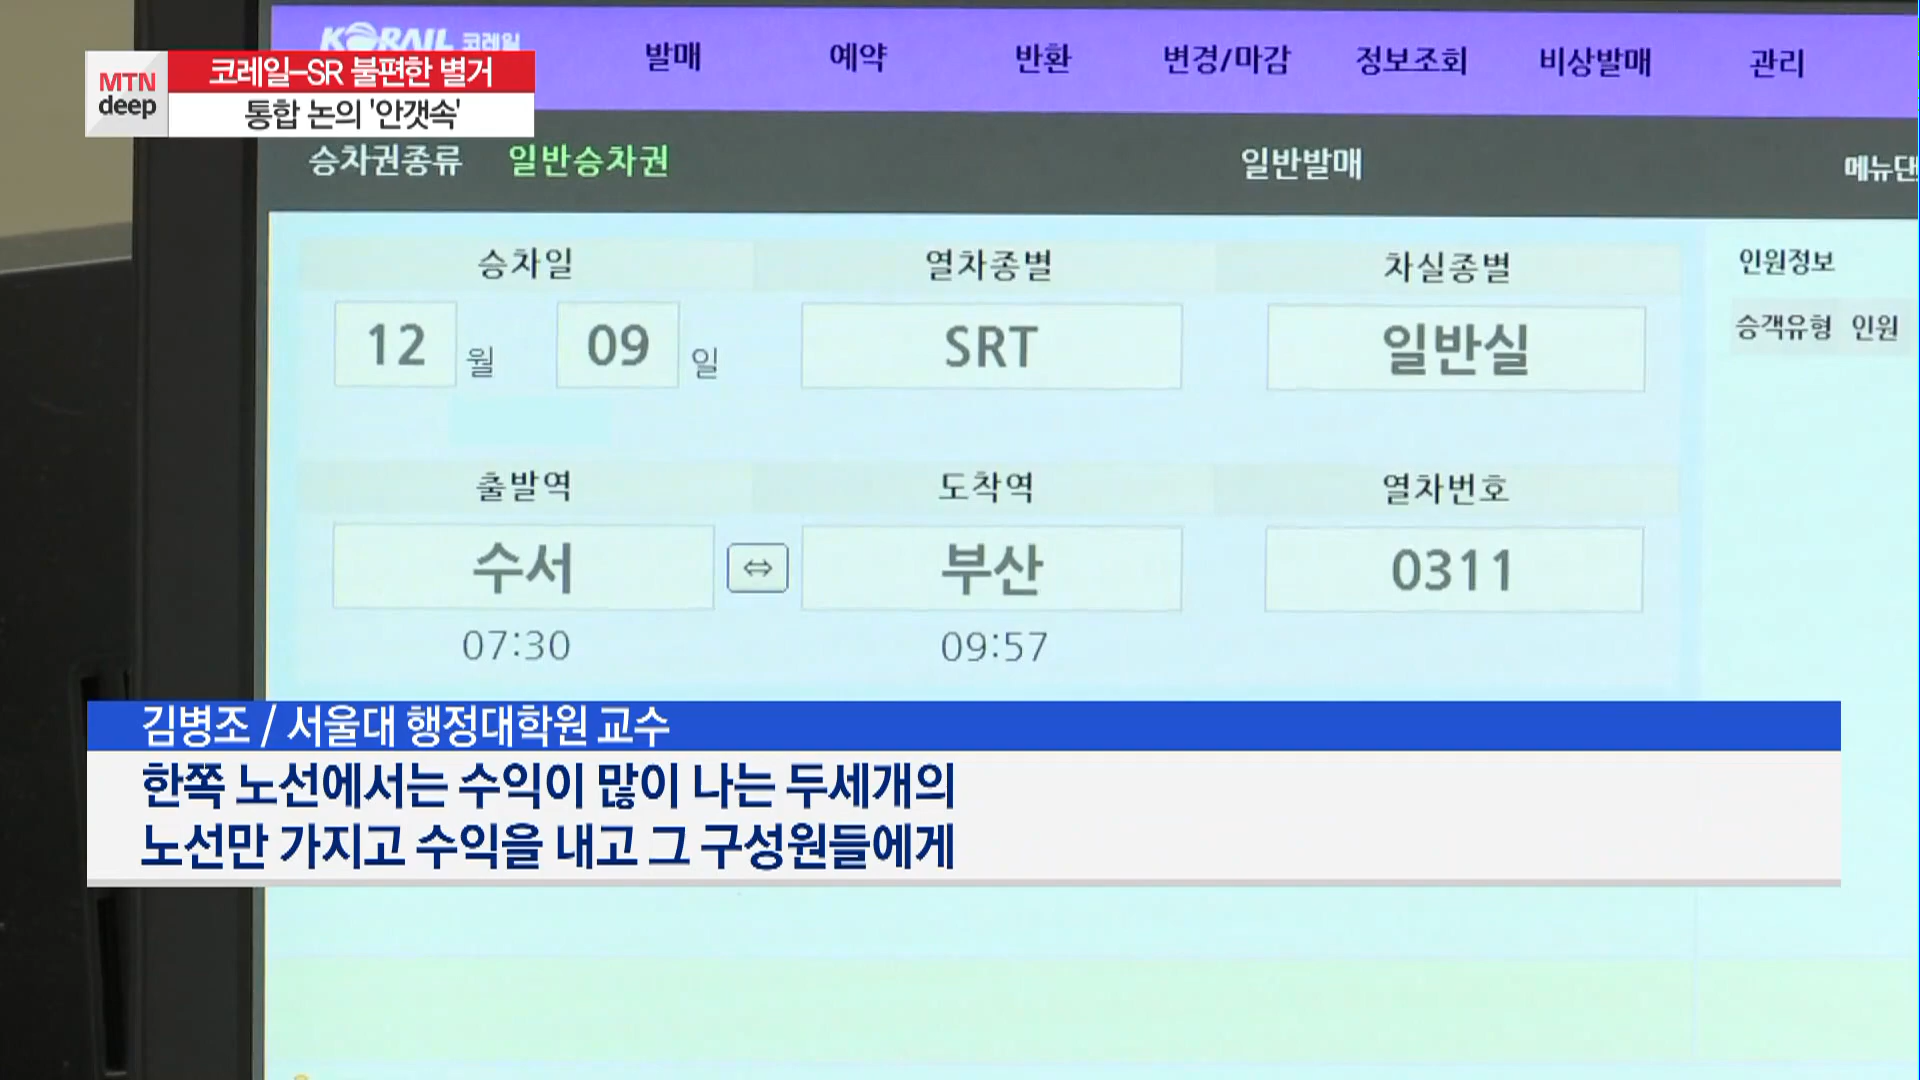 KORAIL 코레일
발매 예약 반환 변경/마감 정보조회 비상발매 관리
MTN deep
코레일-SR 불편한 별거
통합 논의 '안갯속'
승차권종류 일반승차권 일반발매
승차일 열차종별 차실종별 인원정보
12 월 09 일 SRT 일반실 승객유형 인원
출발역 도착역 열차번호
수서 ⇔ 부산 0311
07:30 09:57
김병조 / 서울대 행정대학원 교수
한쪽 노선에서는 수익이 많이 나는 두세개의
노선만 가지고 수익을 내고 그 구성원들에게